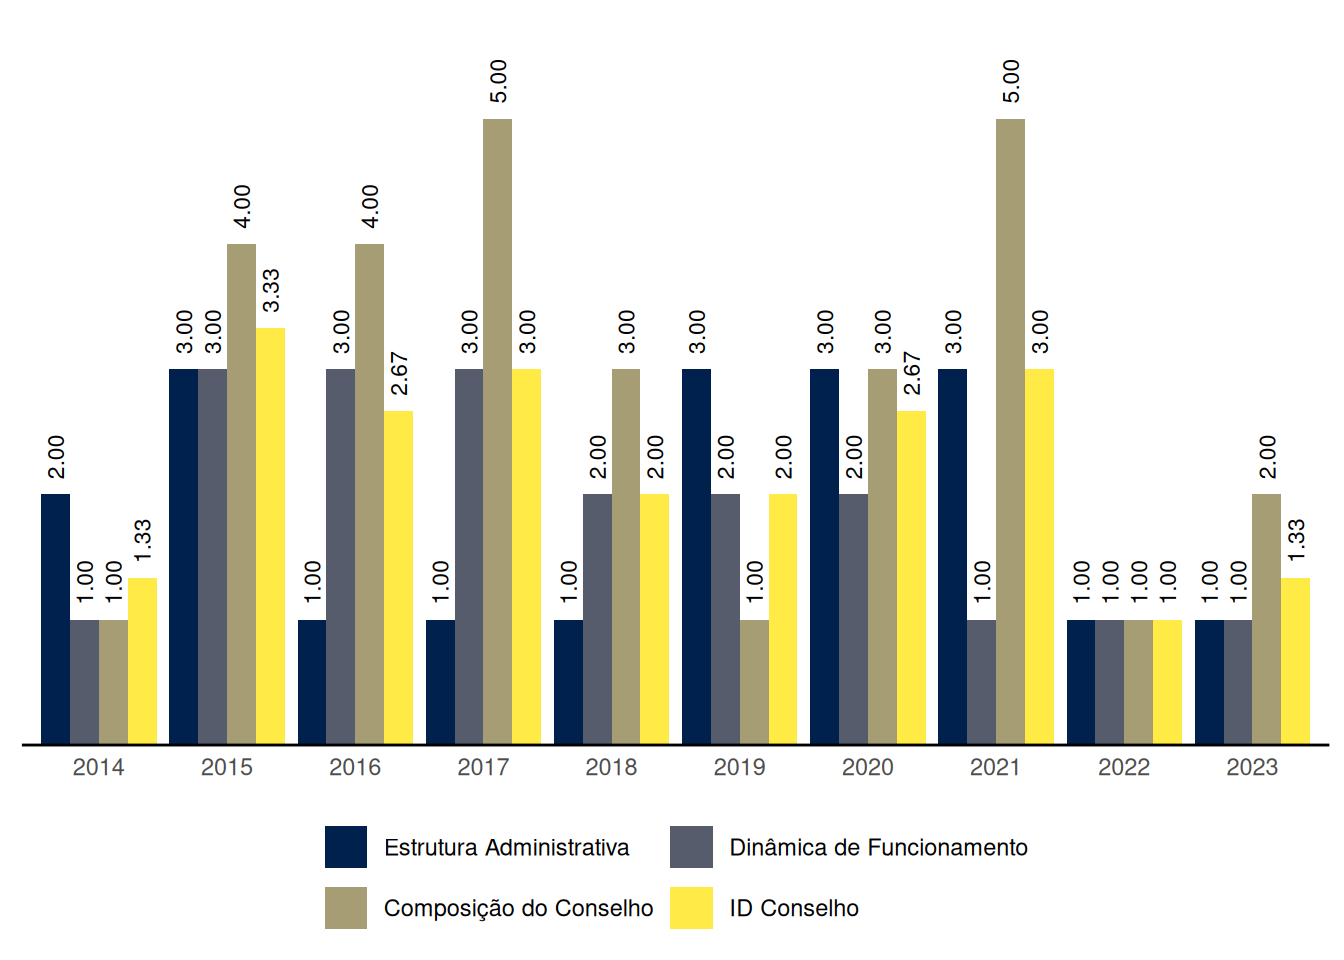 2.00 1.00 1.00 1.33 3.00 3.00 4.00 3.33 1.00 3.00 4.00 2.67 1.00 3.00 5.00 3.00 1.00 2.00 3.00 2.00 3.00 2.00 1.00 2.00 3.00 2.00 3.00 2.67 3.00 1.00 5.00 3.00 1.00 1.00 1.00 1.00 1.00 1.00 2.00 1.33
2014 2015 2016 2017 2018 2019 2020 2021 2022 2023
Estrutura Administrativa Dinâmica de Funcionamento
Composição do Conselho ID Conselho